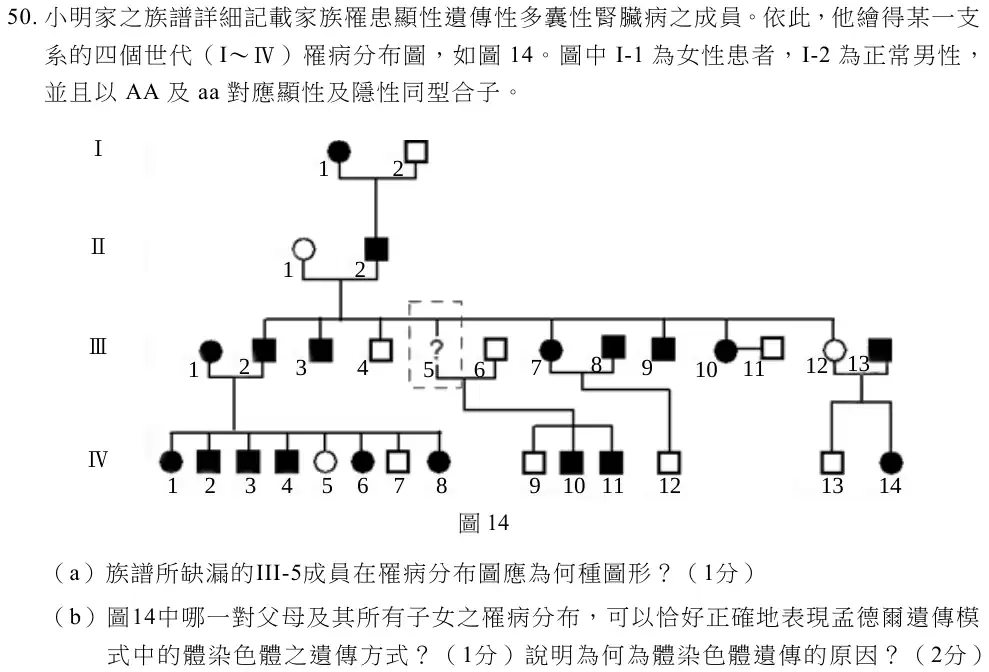 50. 小明家之族譜詳細記載家族罹患顯性遺傳性多囊性腎臟病之成員。依此，他繪得某一支
系的四個世代（I～Ⅳ）罹病分布圖，如圖 14。圖中 I-1 為女性患者，I-2 為正常男性，
並且以 AA 及 aa 對應顯性及隱性同型合子。
I
1 2
II
1 2
III
?
1 2 3 4 5 6 7 8 9 10 11 12 13
Ⅳ
1 2 3 4 5 6 7 8 9 10 11 12 13 14
圖 14
（a）族譜所缺漏的III-5成員在罹病分布圖應為何種圖形？（1分）
（b）圖14中哪一對父母及其所有子女之罹病分布，可以恰好正確地表現孟德爾遺傳模
式中的體染色體之遺傳方式？（1分）說明為何為體染色體遺傳的原因？（2分）